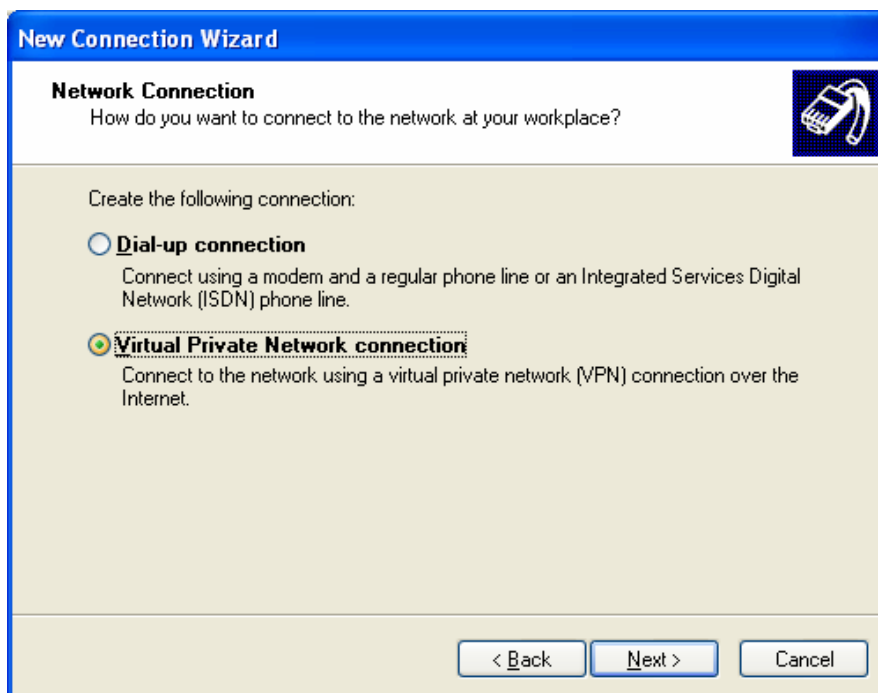 New Connection Wizard
Network Connection
How do you want to connect to the network at your workplace?
Create the following connection:
Dial-up connection
Connect using a modem and a regular phone line or an Integrated Services Digital
Network (ISDN) phone line.
Virtual Private Network connection
Connect to the network using a virtual private network (VPN) connection over the
Internet.
< Back
Next >
Cancel